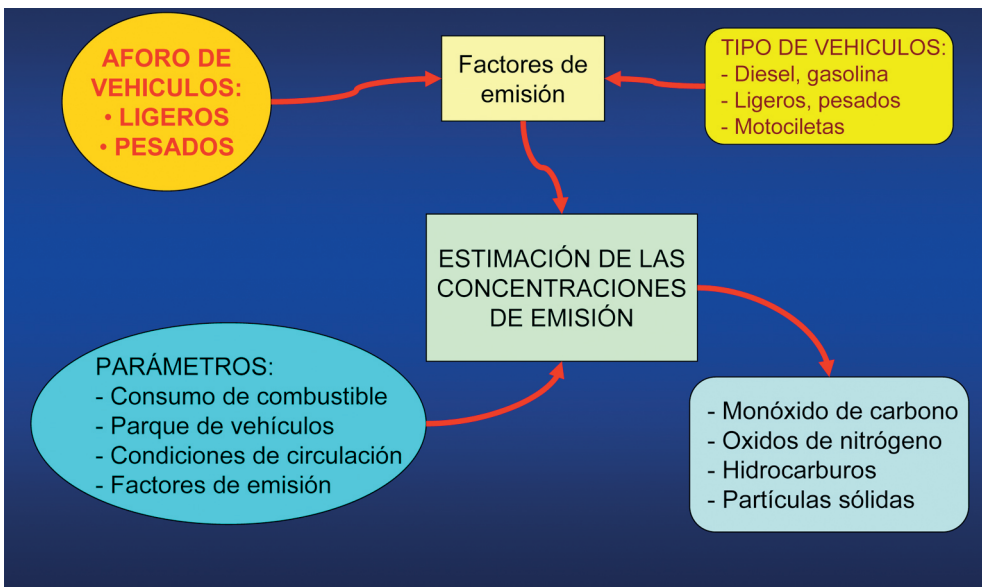 AFORO DE
VEHICULOS:
• LIGEROS
• PESADOS
Factores de
emisión
TIPO DE VEHICULOS:
- Diesel, gasolina
- Ligeros, pesados
- Motociletas
ESTIMACIÓN DE LAS
CONCENTRACIONES
DE EMISIÓN
PARÁMETROS:
- Consumo de combustible
- Parque de vehículos
- Condiciones de circulación
- Factores de emisión
- Monóxido de carbono
- Oxidos de nitrógeno
- Hidrocarburos
- Partículas sólidas